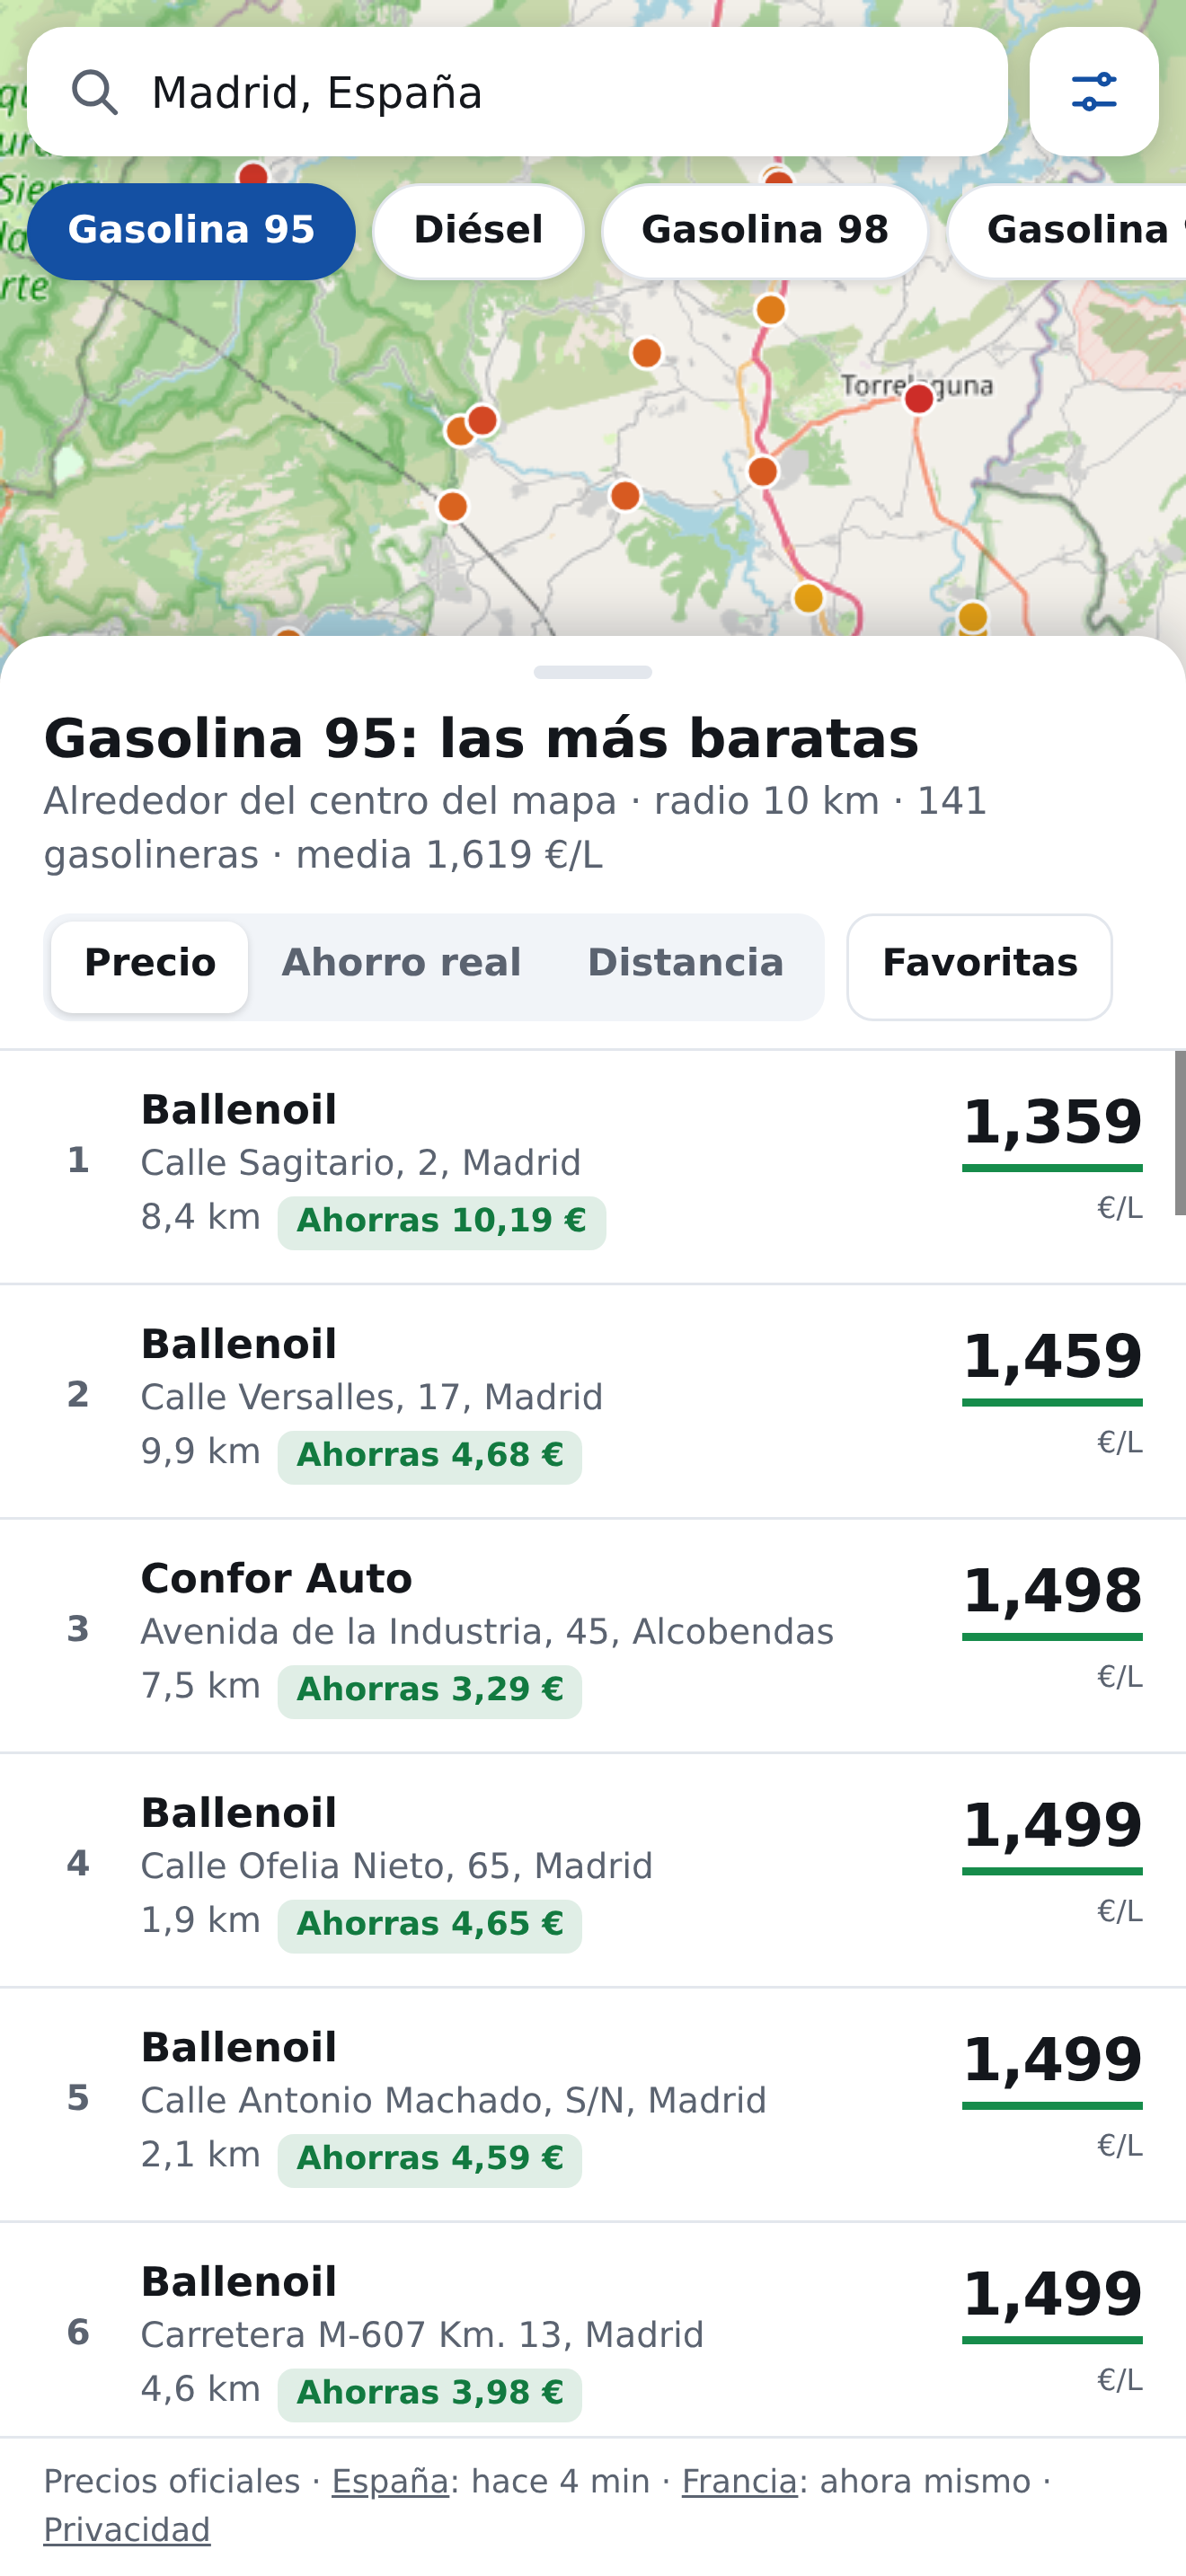 Madrid, España
Gasolina 95
Diésel
Gasolina 98
Gasolina
Sierra
rte
Torrelaguna
Gasolina 95: las más baratas
Alrededor del centro del mapa · radio 10 km · 141
gasolineras · media 1,619 €/L
Precio
Ahorro real
Distancia
Favoritas
1
Ballenoil
Calle Sagitario, 2, Madrid
8,4 km
Ahorras 10,19 €
1,359
€/L
2
Ballenoil
Calle Versalles, 17, Madrid
9,9 km
Ahorras 4,68 €
1,459
€/L
3
Confor Auto
Avenida de la Industria, 45, Alcobendas
7,5 km
Ahorras 3,29 €
1,498
€/L
4
Ballenoil
Calle Ofelia Nieto, 65, Madrid
1,9 km
Ahorras 4,65 €
1,499
€/L
5
Ballenoil
Calle Antonio Machado, S/N, Madrid
2,1 km
Ahorras 4,59 €
1,499
€/L
6
Ballenoil
Carretera M-607 Km. 13, Madrid
4,6 km
Ahorras 3,98 €
1,499
€/L
Precios oficiales · España: hace 4 min · Francia: ahora mismo ·
Privacidad